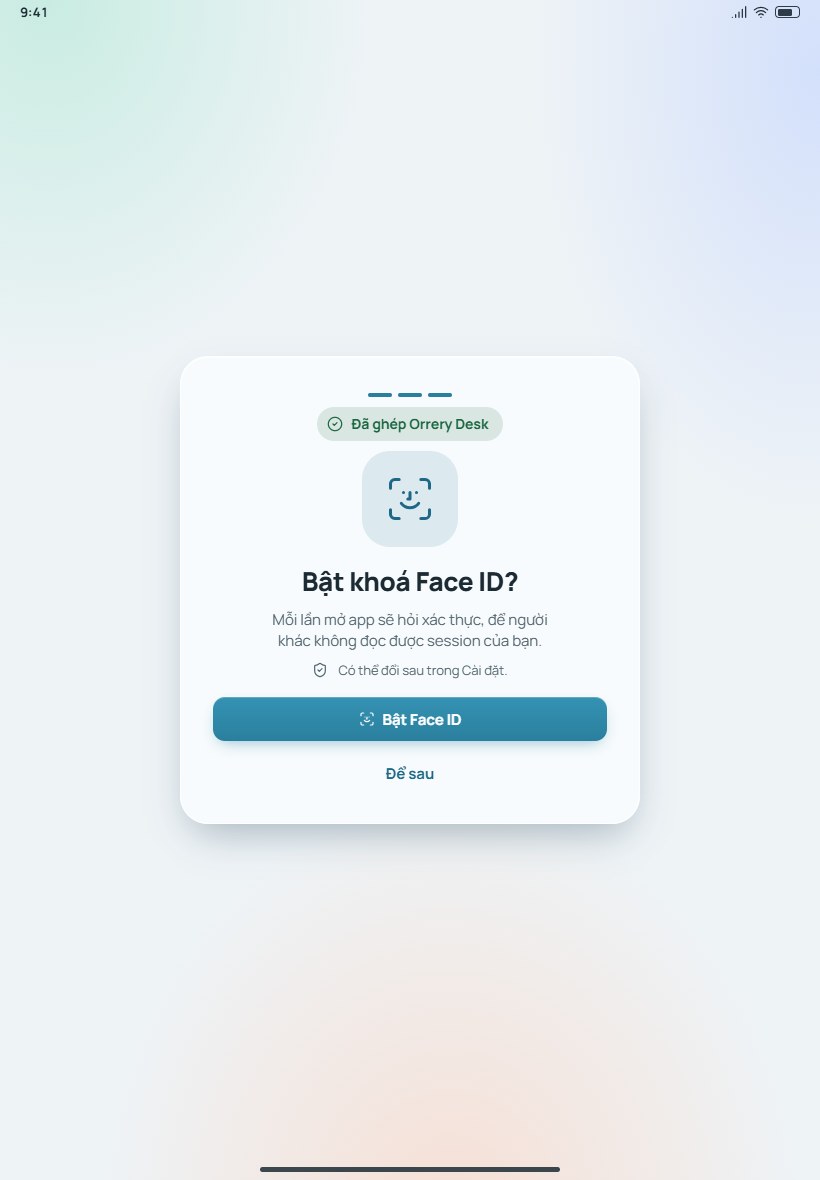 9:41
Đã ghép Orrery Desk
Bật khoá Face ID?
Mỗi lần mở app sẽ hỏi xác thực, để người
khác không đọc được session của bạn.
Có thể đổi sau trong Cài đặt.
Bật Face ID
Để sau